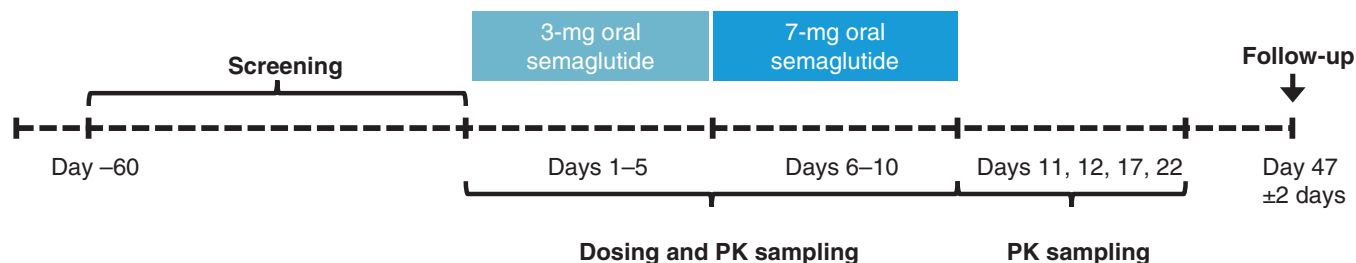 3-mg oral
semaglutide
7-mg oral
semaglutide
Screening
Follow-up
Day –60
Days 1–5
Days 6–10
Days 11, 12, 17, 22
Day 47
±2 days
Dosing and PK sampling
PK sampling